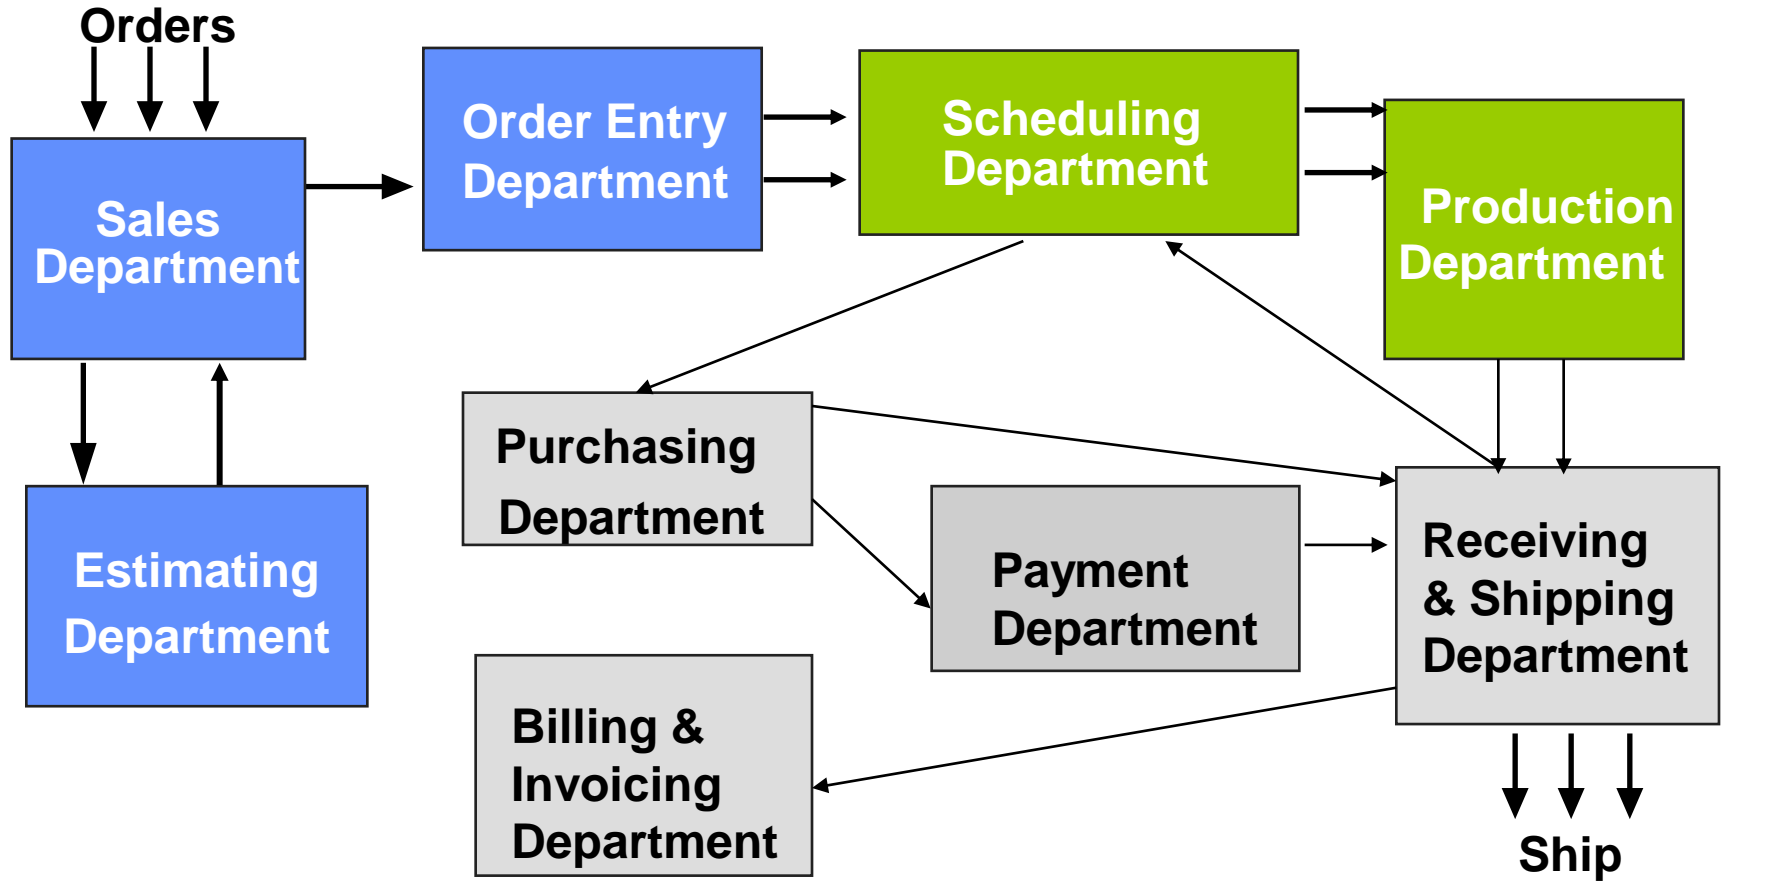 Orders
Sales
Department
Order Entry
Department
Scheduling
Department
Production
Department
Estimating
Department
Purchasing
Department
Payment
Department
Receiving
& Shipping
Department
Billing &
Invoicing
Department
Ship